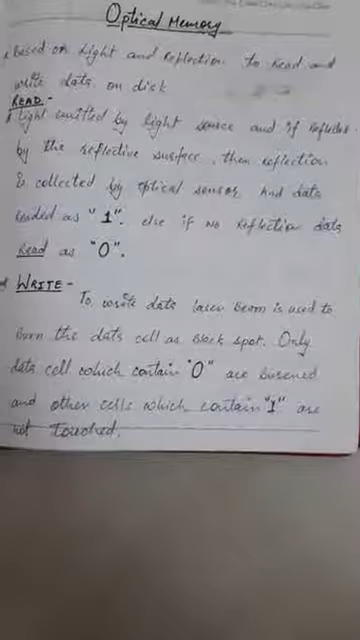 Optical Memory
Based on Light and Reflection to Read and
write data on disk
READ-
Light emitted by light source and if Reflected
by the reflective surface, then reflection
is collected by optical sensor and data
Readed as "1". else if no Reflection data
Read as "0".
WRITE-
To write data laser Beam is used to
Burn the data cell as Black spot. Only
data cell which contain "0" are burened
and other cells which contain "1" are
not touched.